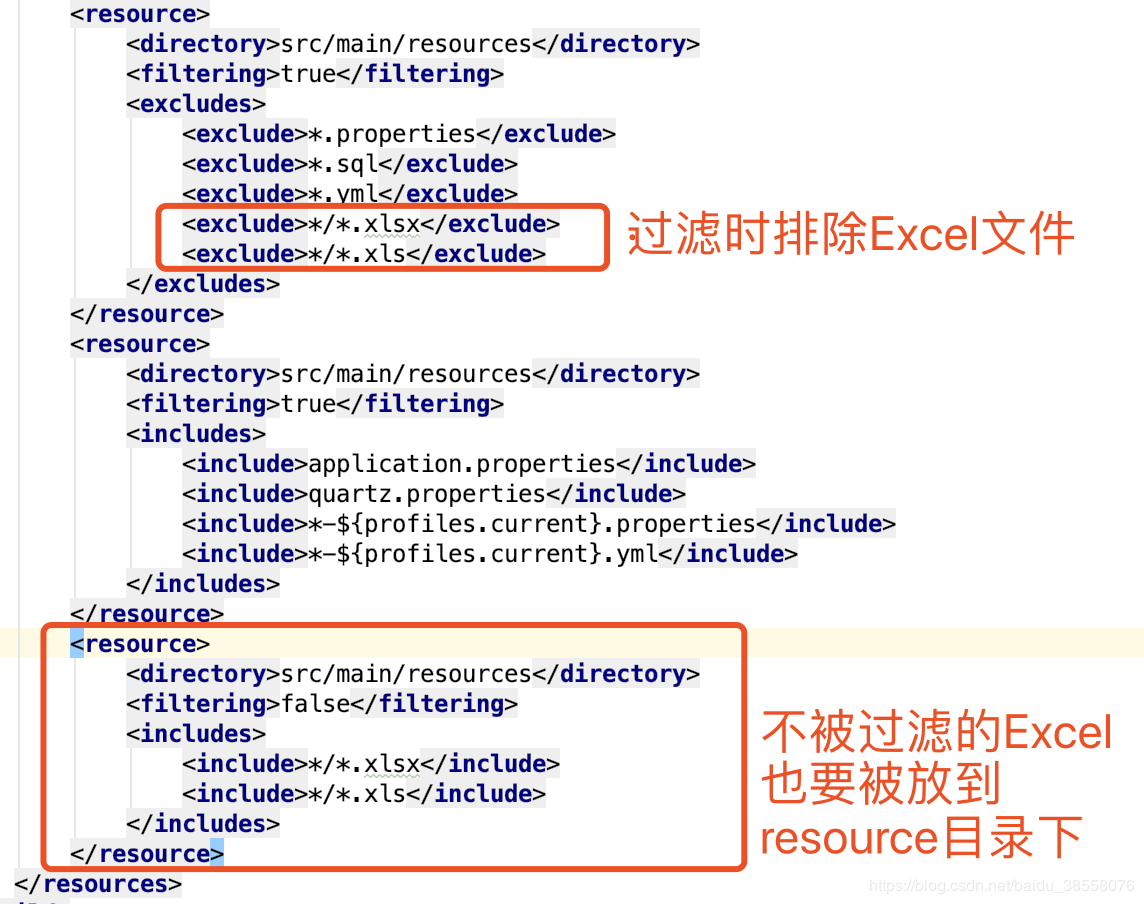 <resource>
<directory>src/main/resources</directory>
<filtering>true</filtering>
<excludes>
<exclude>*.properties</exclude>
<exclude>*.sql</exclude>
<exclude>*.yml</exclude>
<exclude>*/*.xlsx</exclude>
<exclude>*/*.xls</exclude>
过滤时排除Excel文件
</excludes>
</resource>
<resource>
<directory>src/main/resources</directory>
<filtering>true</filtering>
<includes>
<include>application.properties</include>
<include>quartz.properties</include>
<include>*-${profiles.current}.properties</include>
<include>*-${profiles.current}.yml</include>
</includes>
</resource>
<resource>
<directory>src/main/resources</directory>
<filtering>false</filtering>
<includes>
<include>*/*.xlsx</include>
<include>*/*.xls</include>
</includes>
</resource>
不被过滤的Excel
也要被放到
resource目录下
</resources>
https://blog.csdn.net/baidu_38558076